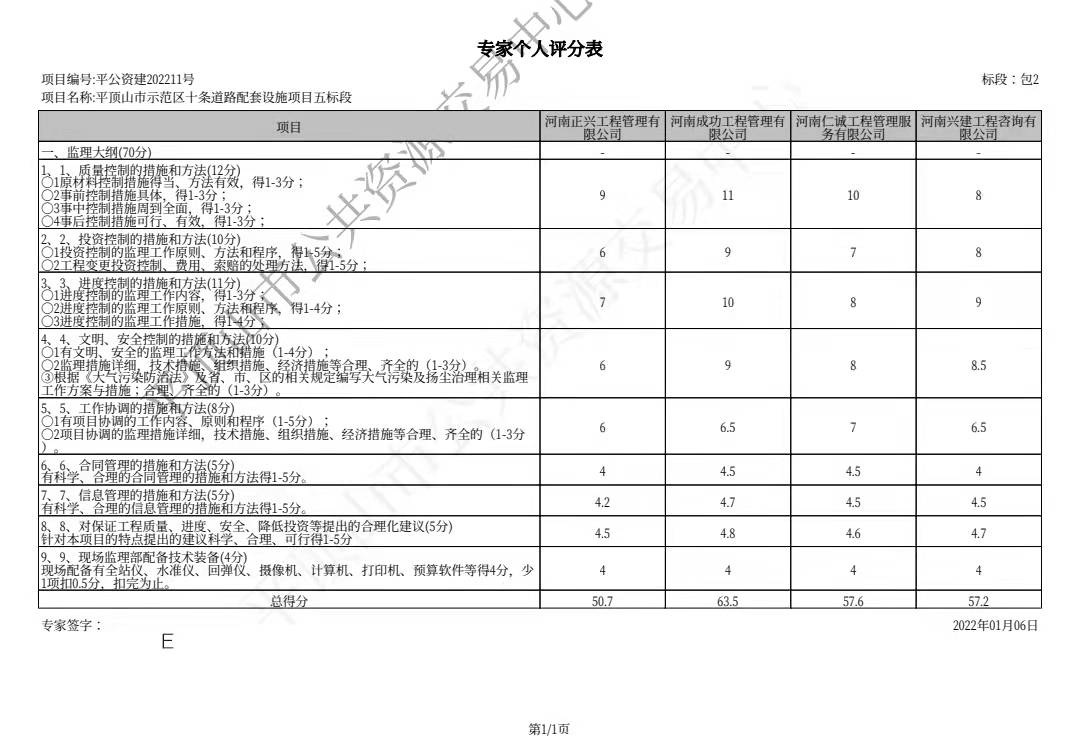 专家个人评分表
项目编号:平公资建202211号
标段：包2
项目名称:平顶山市示范区十条道路配套设施项目五标段
项目
河南正兴工程管理有
限公司
河南成功工程管理有
限公司
河南仁诚工程管理服
务有限公司
河南兴建工程咨询有
限公司
一、监理大纲(70分)
-
-
-
-
1、1、质量控制的措施和方法(12分)
○1原材料控制措施得当、方法有效，得1-3分；
○2事前控制措施具体，得1-3分；
○3事中控制措施周到全面，得1-3分；
○4事后控制措施可行、有效，得1-3分；
9
11
10
8
2、2、投资控制的措施和方法(10分)
○1投资控制的监理工作原则、方法和程序，得1-5分；
○2工程变更投资控制、费用、索赔的处理方法，得1-5分；
6
9
7
8
3、3、进度控制的措施和方法(11分)
○1进度控制的监理工作内容，得1-3分；
○2进度控制的监理工作原则、方法和程序，得1-4分；
○3进度控制的监理工作措施，得1-4分；
7
10
8
9
4、4、文明、安全控制的措施和方法(10分)
○1有文明、安全的监理工作方法和措施（1-4分）；
○2监理措施详细，技术措施、组织措施、经济措施等合理、齐全的（1-3分）。
③根据《大气污染防治法》及省、市、区的相关规定编写大气污染及扬尘治理相关监理
工作方案与措施；合理、齐全的（1-3分）。
6
9
8
8.5
5、5、工作协调的措施和方法(8分)
○1有项目协调的工作内容、原则和程序（1-5分）；
○2项目协调的监理措施详细，技术措施、组织措施、经济措施等合理、齐全的（1-3分
）。
6
6.5
7
6.5
6、6、合同管理的措施和方法(5分)
有科学、合理的合同管理的措施和方法得1-5分。
4
4.5
4.5
4
7、7、信息管理的措施和方法(5分)
有科学、合理的信息管理的措施和方法得1-5分。
4.2
4.7
4.5
4.5
8、8、对保证工程质量、进度、安全、降低投资等提出的合理化建议(5分)
针对本项目的特点提出的建议科学、合理、可行得1-5分
4.5
4.8
4.6
4.7
9、9、现场监理部配备技术装备(4分)
现场配备有全站仪、水准仪、回弹仪、摄像机、计算机、打印机、预算软件等得4分，少
1项扣0.5分，扣完为止。
4
4
4
4
总得分
50.7
63.5
57.6
57.2
专家签字：
2022年01月06日
E
第1/1页
平顶山市公共资源交易中心
平顶山市公共资源交易中心